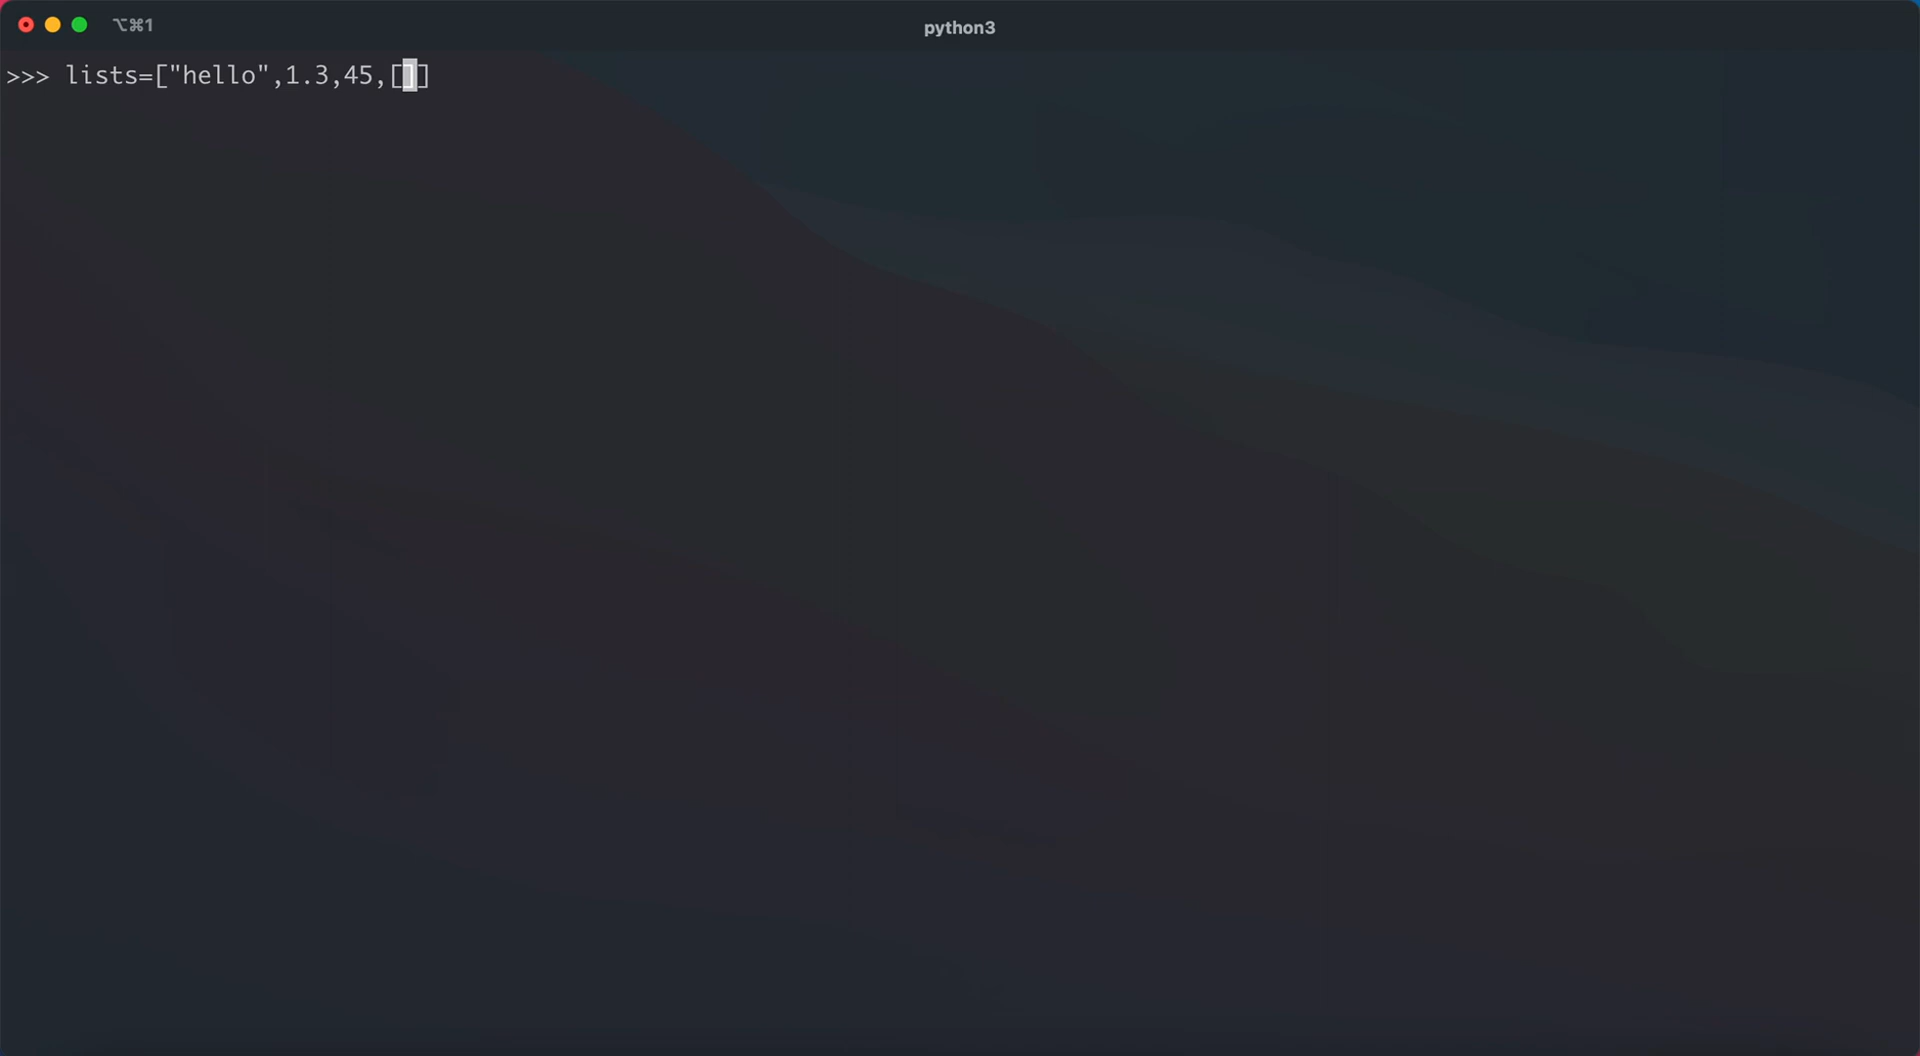 ⌥⌘1
python3
>>> lists=["hello",1.3,45,[]]